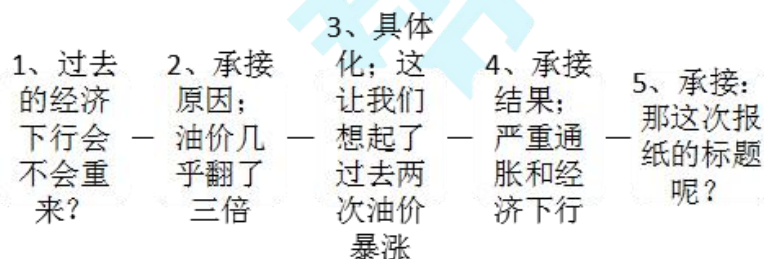 1、过去
的经济
下行会
不会重
来?
—
2、承接
原因;
油价几
乎翻了
三倍
—
3、具体
化;这
让我们
想起了
过去两
次油价
暴涨
—
4、承接
结果;
严重通
胀和经
济下行
—
5、承接:
那这次报
纸的标题
呢?